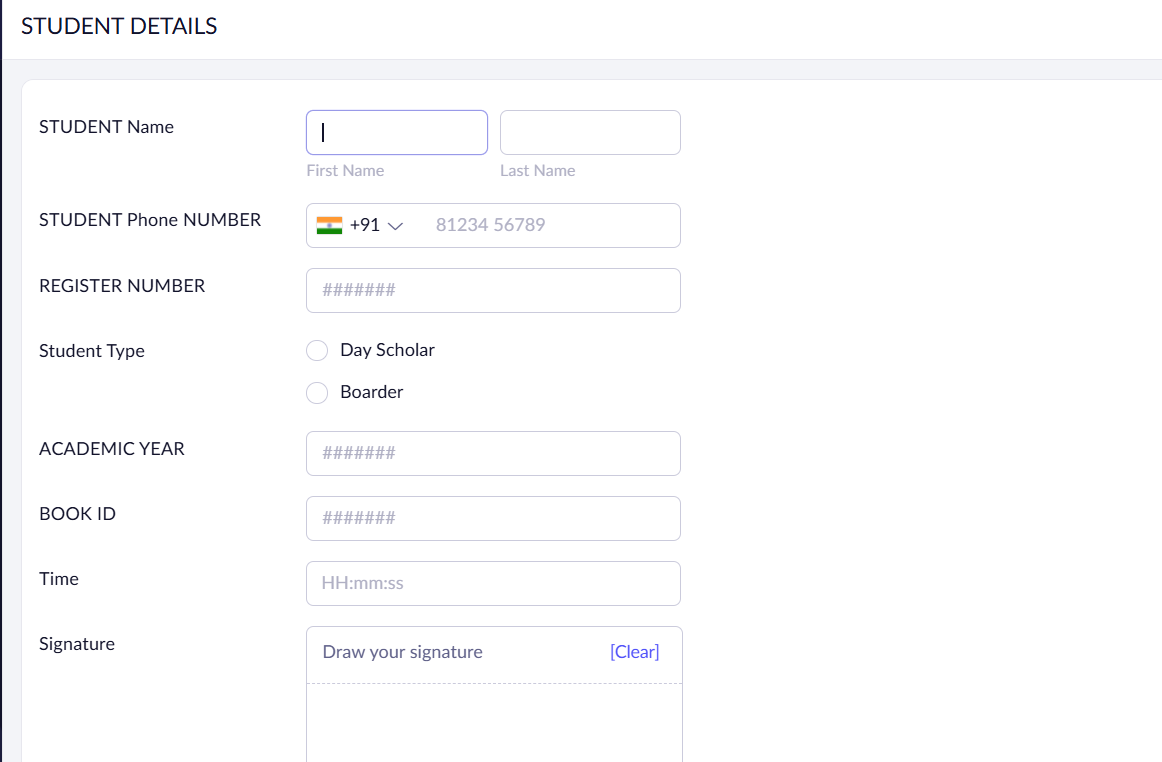 STUDENT DETAILS
STUDENT Name
First Name Last Name
STUDENT Phone NUMBER +91 81234 56789
REGISTER NUMBER #######
Student Type Day Scholar
Boarder
ACADEMIC YEAR #######
BOOK ID #######
Time HH:mm:ss
Signature Draw your signature [Clear]